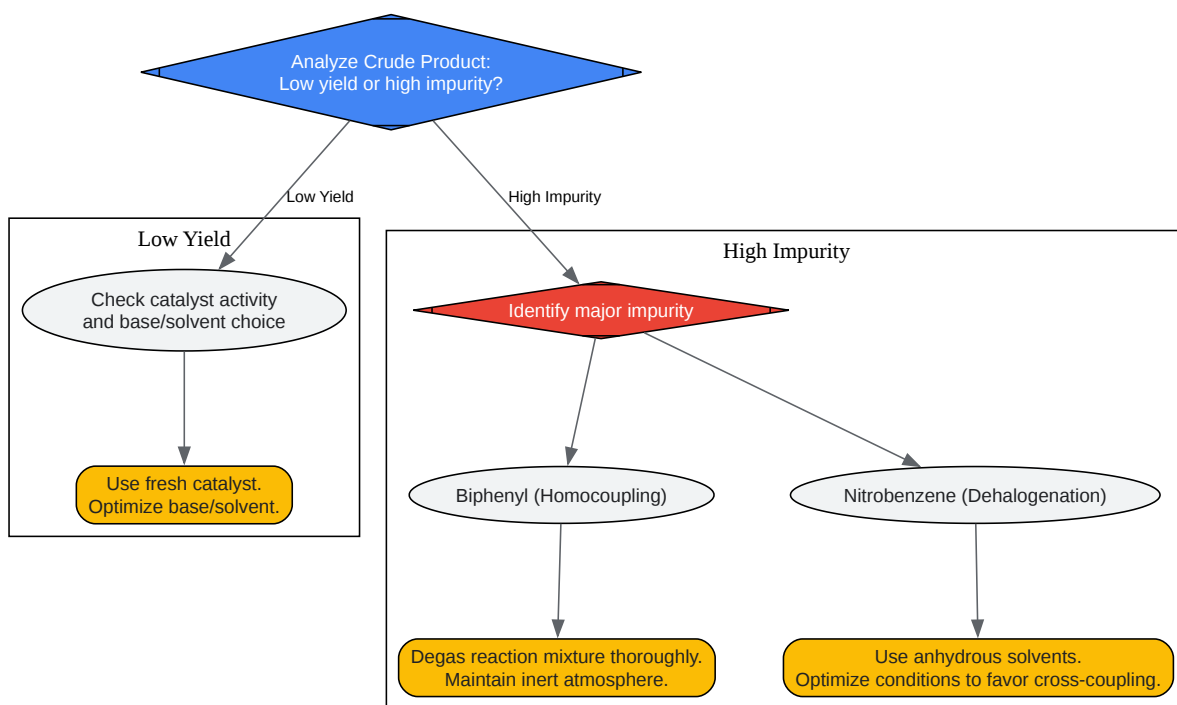 Analyze Crude Product:
Low yield or high impurity?
Low Yield
High Impurity
Low Yield
Check catalyst activity
and base/solvent choice
Use fresh catalyst.
Optimize base/solvent.
High Impurity
Identify major impurity
Biphenyl (Homocoupling)
Nitrobenzene (Dehalogenation)
Degas reaction mixture thoroughly.
Maintain inert atmosphere.
Use anhydrous solvents.
Optimize conditions to favor cross-coupling.